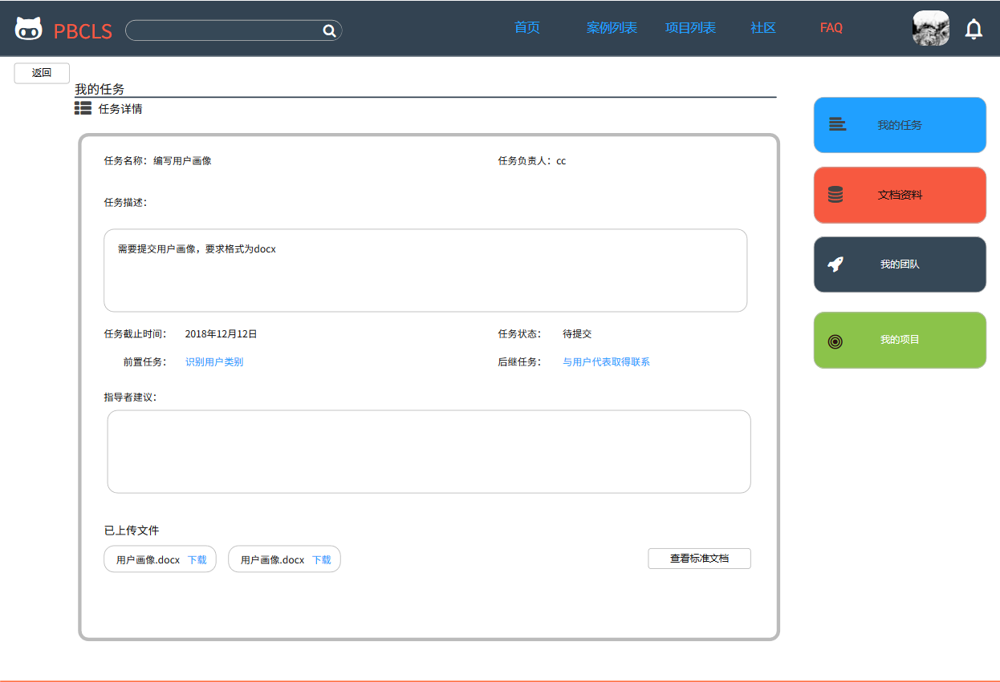 PBCLS 首页 案例列表 项目列表 社区 FAQ
返回
我的任务
任务详情
任务名称：编写用户画像 任务负责人：cc
任务描述：
需要提交用户画像，要求格式为docx
任务截止时间： 2018年12月12日 任务状态： 待提交
前置任务： 识别用户类别 后继任务： 与用户代表取得联系
指导者建议：
已上传文件
用户画像.docx 下载 用户画像.docx 下载 查看标准文档
我的任务
文档资料
我的团队
我的项目